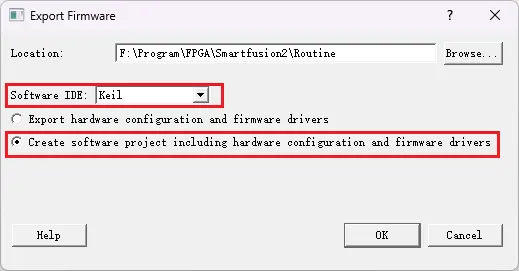 Export Firmware
Location: F:\Program\FPGA\Smartfusion2\Routine Browse...
Software IDE: Keil
Export hardware configuration and firmware drivers
Create software project including hardware configuration and firmware drivers
Help OK Cancel